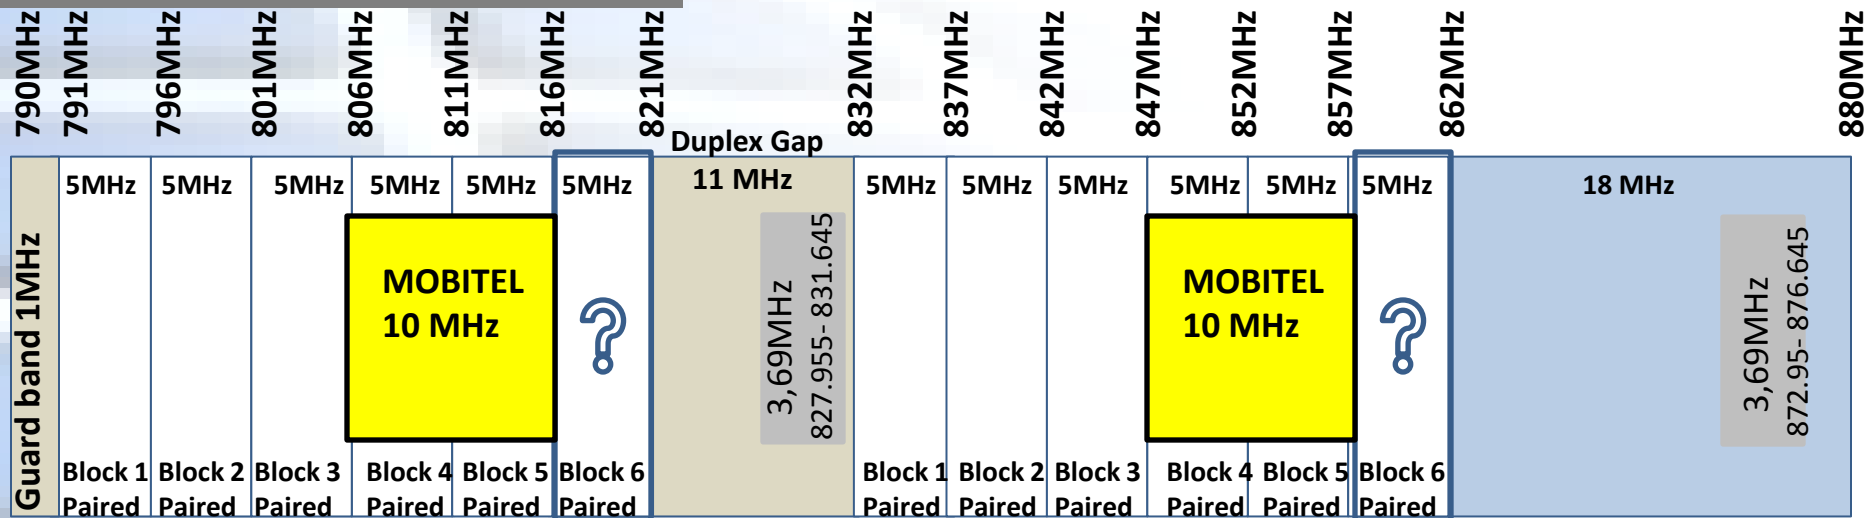 790MHz
791MHz
796MHz
801MHz
806MHz
811MHz
816MHz
821MHz
832MHz
837MHz
842MHz
847MHz
852MHz
857MHz
862MHz
880MHz
Duplex Gap
5MHz
5MHz
5MHz
5MHz
5MHz
5MHz
11 MHz
5MHz
5MHz
5MHz
5MHz
5MHz
5MHz
18 MHz
Guard band 1MHz
MOBITEL
10 MHz
?
3,69MHz
827.955- 831.645
MOBITEL
10 MHz
?
3,69MHz
872.95- 876.645
Block 1
Paired
Block 2
Paired
Block 3
Paired
Block 4
Paired
Block 5
Paired
Block 6
Paired
Block 1
Paired
Block 2
Paired
Block 3
Paired
Block 4
Paired
Block 5
Paired
Block 6
Paired